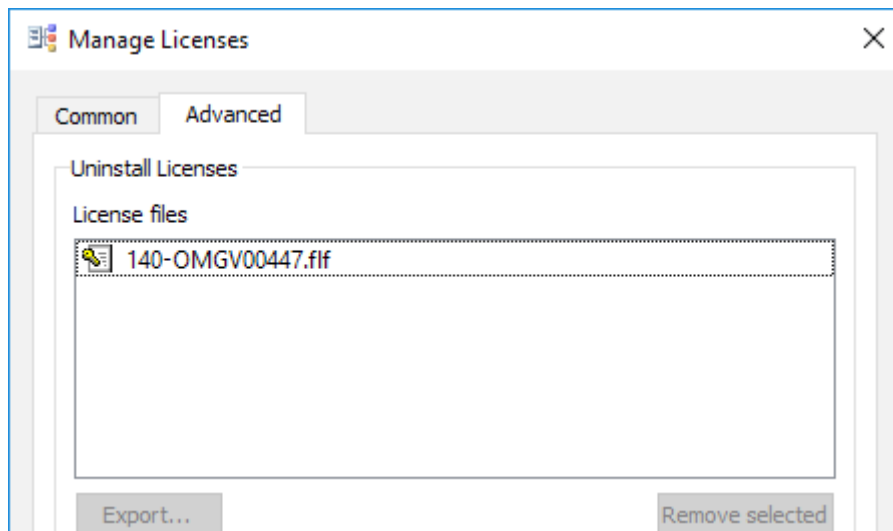 Manage Licenses
Common
Advanced
Uninstall Licenses
License files
140-OMGV00447.flf
Export...
Remove selected